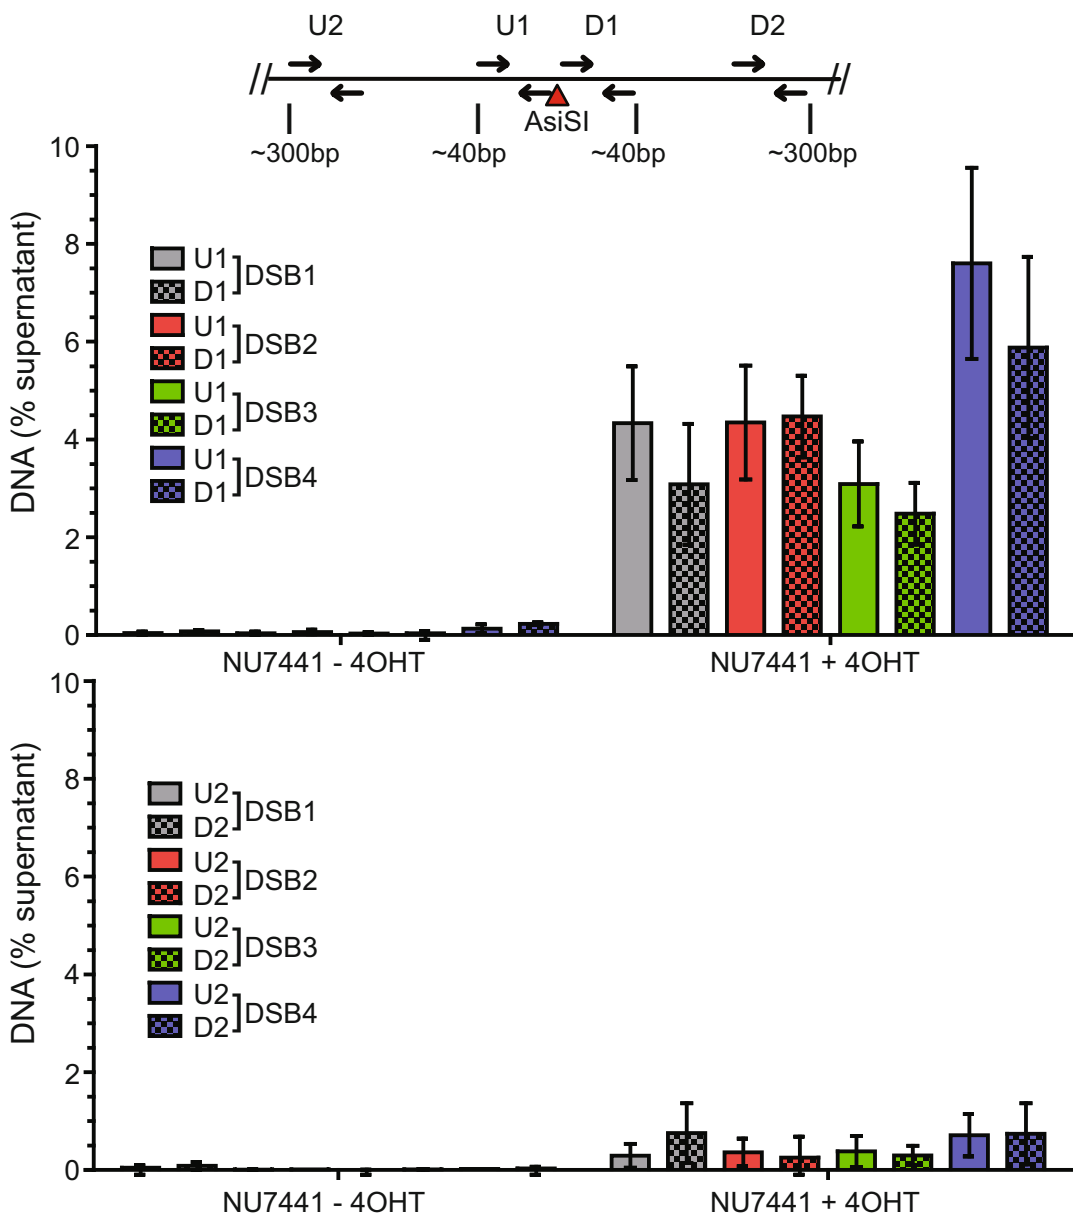 U2 U1 D1 D2
AsiSI
~300bp ~40bp ~40bp ~300bp
DNA (% supernatant)
10
8
6
4
2
0
U1
D1
DSB1
U1
D1
DSB2
U1
D1
DSB3
U1
D1
DSB4
NU7441 - 4OHT NU7441 + 4OHT
DNA (% supernatant)
10
8
6
4
2
0
U2
D2
DSB1
U2
D2
DSB2
U2
D2
DSB3
U2
D2
DSB4
NU7441 - 4OHT NU7441 + 4OHT